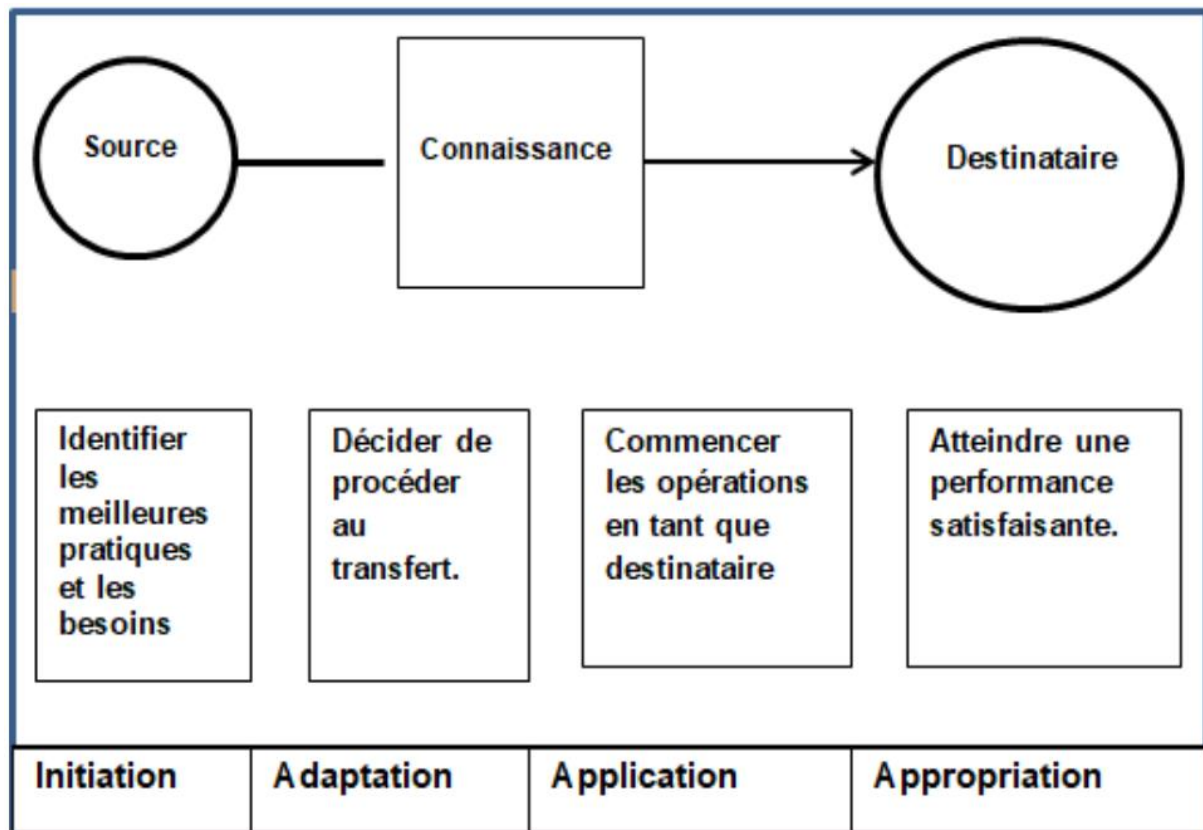 Source
Connaissance
Destinataire
Identifier
les
meilleures
pratiques
et les
besoins
Décider de
procéder
au
transfert.
Commencer
les opérations
en tant que
destinataire
Atteindre une
performance
satisfaisante.
Initiation
Adaptation
Application
Appropriation